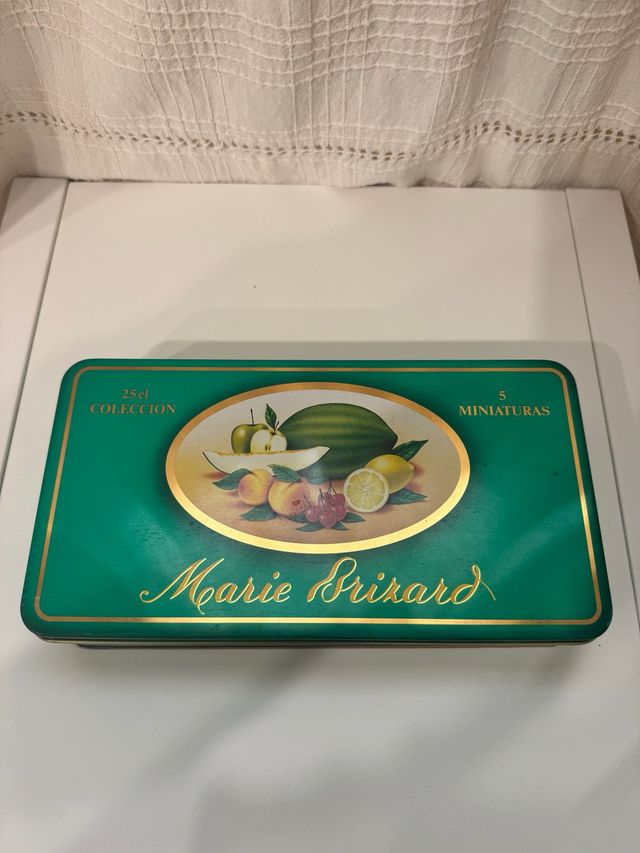 25 cl
COLECCION
5
MINIATURAS
Marie Brizard